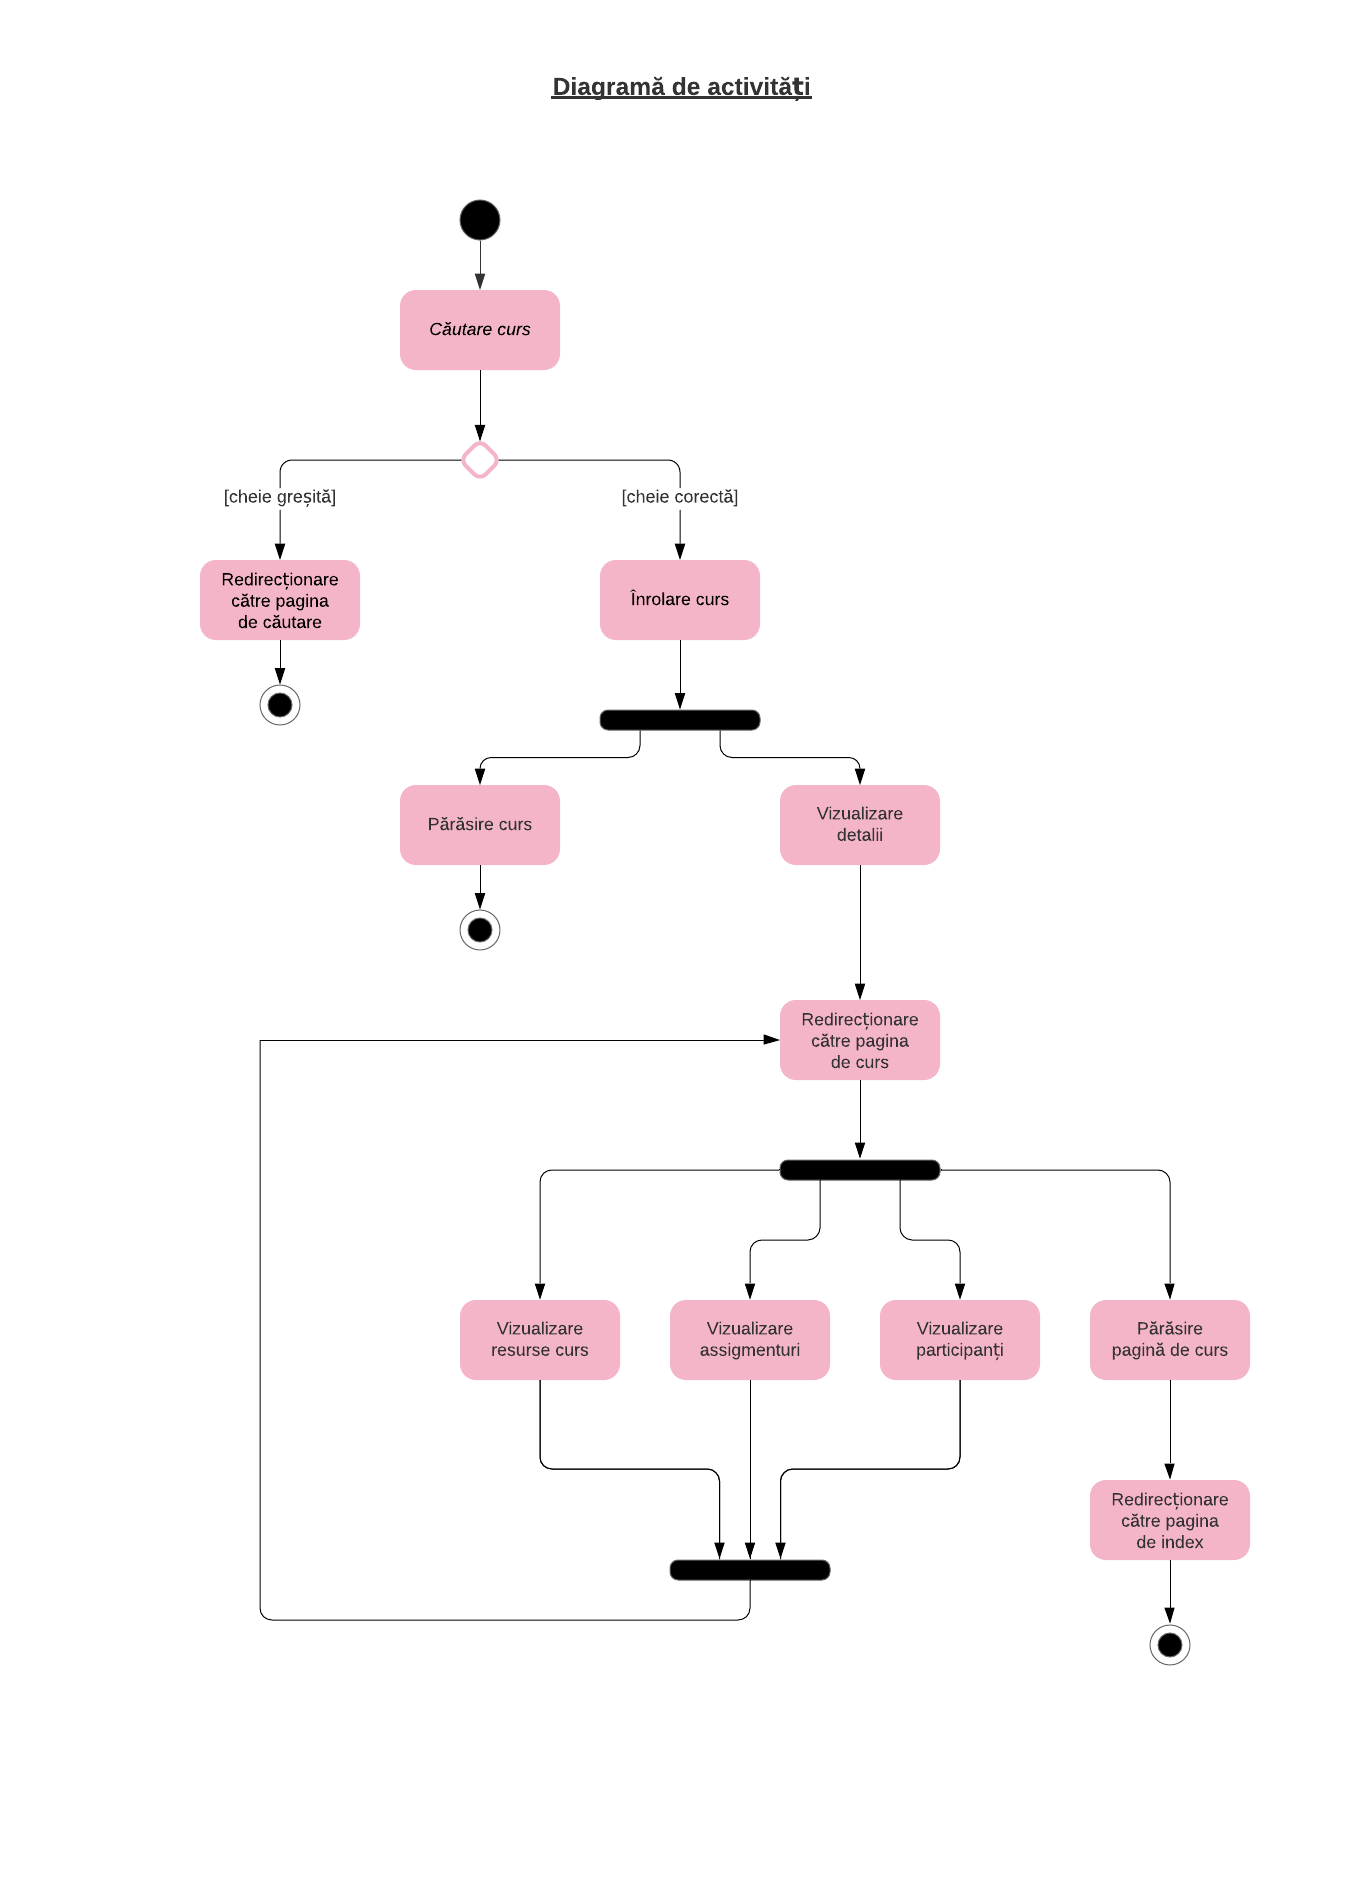 Diagramă de activități
Căutare curs
[cheie greșită]
[cheie corectă]
Redirecționare
către pagina
de căutare
Înrolare curs
Părăsire curs
Vizualizare
detalii
Redirecționare
către pagina
de curs
Vizualizare
resurse curs
Vizualizare
assigmenturi
Vizualizare
participanți
Părăsire
pagină de curs
Redirecționare
către pagina
de index